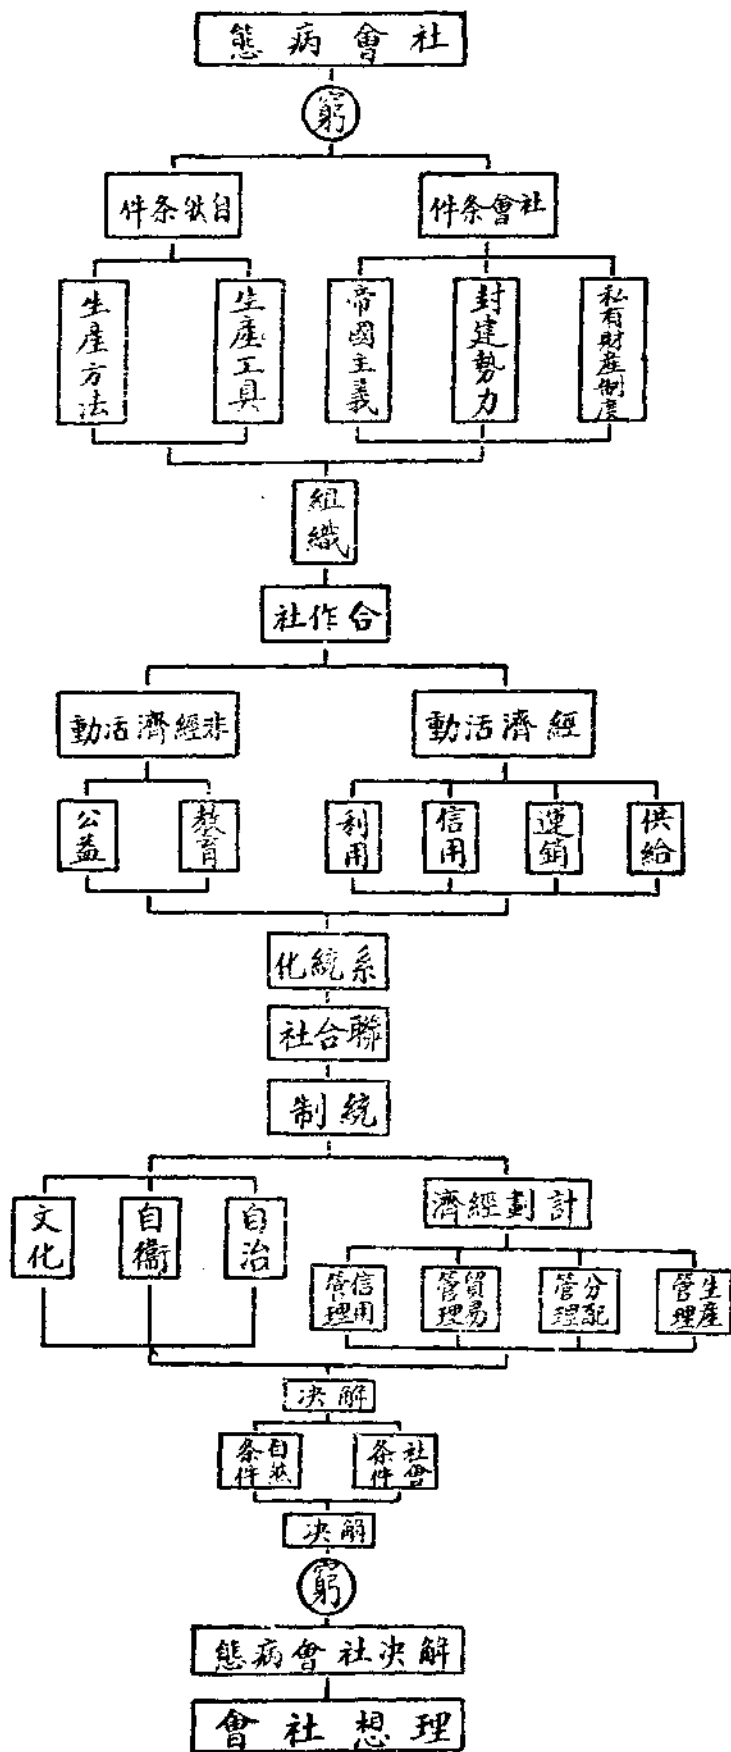 社會病態
窮
社會条件
自然条件
私有財產制度
封建勢力
帝國主義
生產工具
生產方法
組織
合作社
經濟活動
非經濟活動
供給
運銷
信用
利用
教育
公益
系統化
聯合社
統制
計劃經濟
自治
自衞
文化
生產
管理
分配
管理
貿易
管理
信用
管理
解决
社會
条件
自然
条件
解决
窮
解决社會病態
理想社會